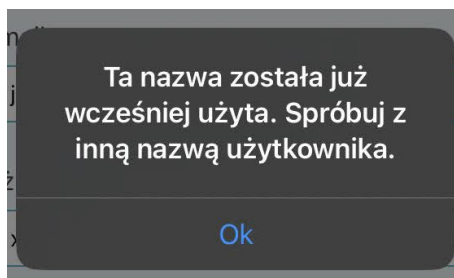 Ta nazwa została już
wcześniej użyta. Spróbuj z
inną nazwą użytkownika.
Ok